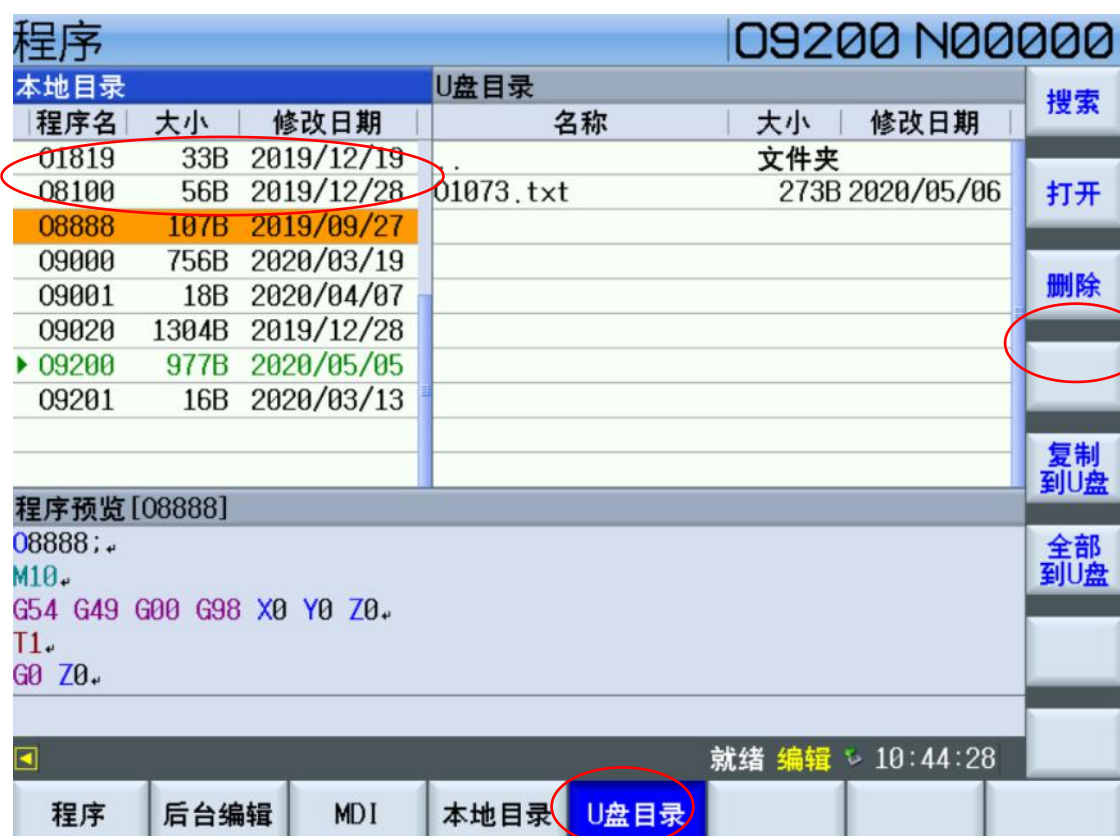 程序 O9200 N00000
本地目录 U盘目录
程序名 大小 修改日期 名称 大小 修改日期
O1819 33B 2019/12/19 .. 文件夹
O8100 56B 2019/12/28 O1073.txt 273B 2020/05/06
O8888 107B 2019/09/27
O9000 756B 2020/03/19
O9001 18B 2020/04/07
O9020 1304B 2019/12/28
O9200 977B 2020/05/05
O9201 16B 2020/03/13
搜索
打开
删除
复制
到U盘
全部
到U盘
程序预览[O8888]
O8888;
M10
G54 G49 G00 G98 X0 Y0 Z0
T1
G0 Z0
就绪 编辑 10:44:28
程序 后台编辑 MDI 本地目录 U盘目录